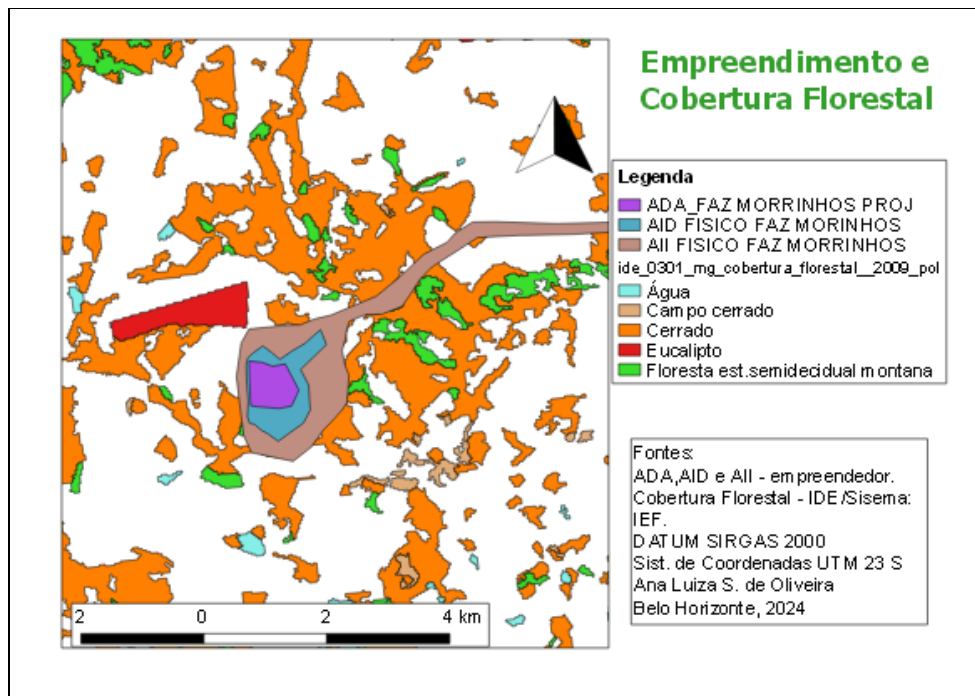 Empreendimento e
Cobertura Florestal
Legenda
ADA_FAZ MORRINHOS PROJ
AID FISICO FAZ MORINHOS
AII FISICO FAZ MORRINHOS
ide_0301_mg_cobertura_florestal__2009_pol
Água
Campo cerrado
Cerrado
Eucalipto
Floresta est.semidecidual montana
Fontes:
ADA,AID e AII - empreendedor.
Cobertura Florestal - IDE/Sisema:
IEF.
DATUM SIRGAS 2000
Sist. de Coordenadas UTM 23 S
Ana Luiza S. de Oliveira
Belo Horizonte, 2024
2 0 2 4 km